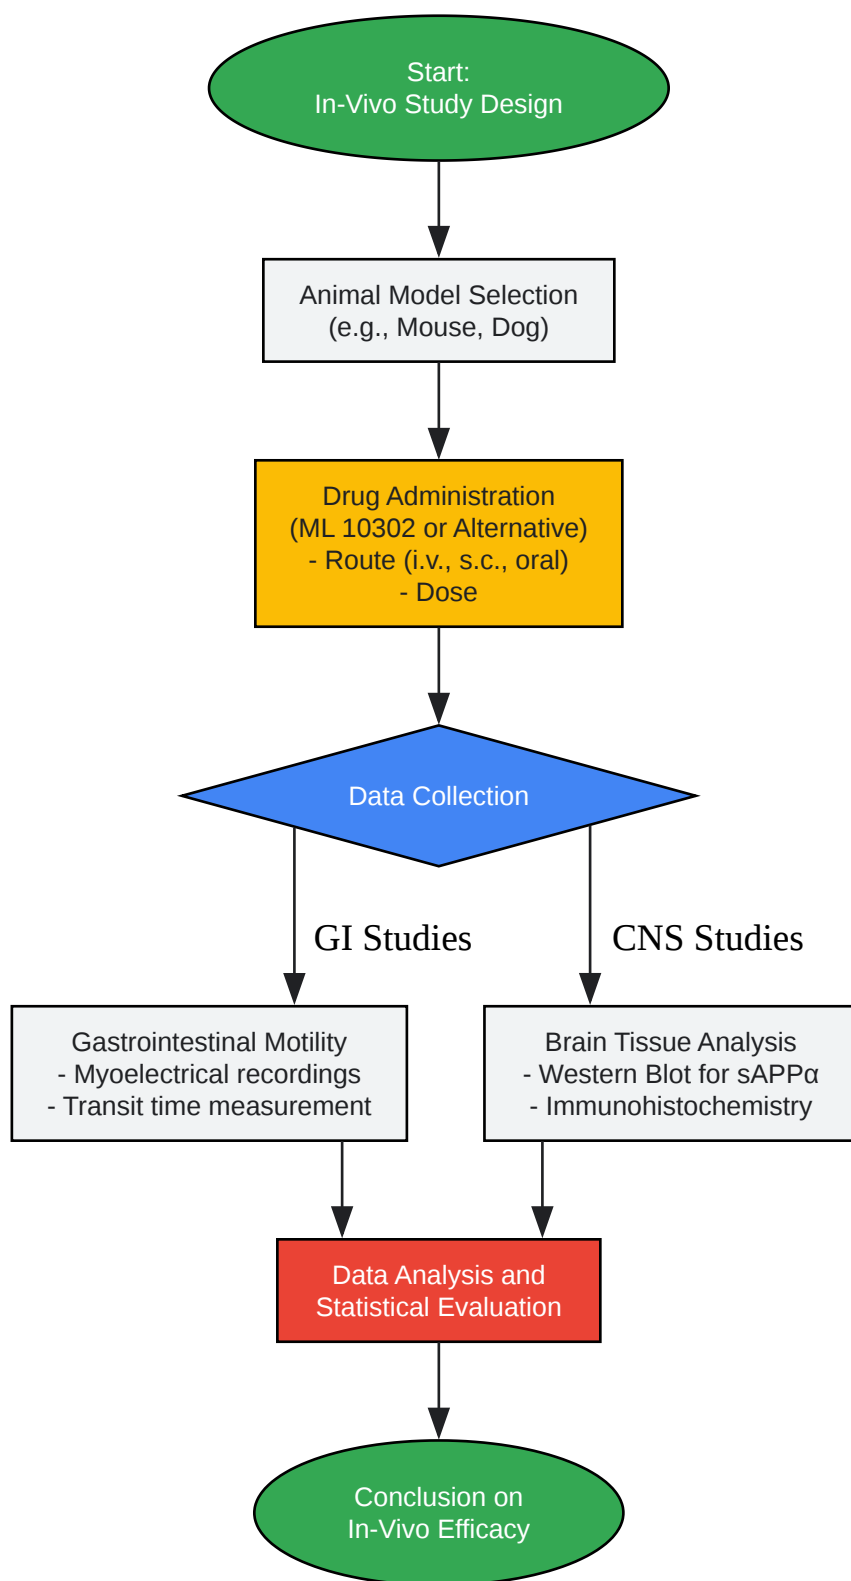 Start:
In-Vivo Study Design
Animal Model Selection
(e.g., Mouse, Dog)
Drug Administration
(ML 10302 or Alternative)
- Route (i.v., s.c., oral)
- Dose
Data Collection
GI Studies
CNS Studies
Gastrointestinal Motility
- Myoelectrical recordings
- Transit time measurement
Brain Tissue Analysis
- Western Blot for sAPPα
- Immunohistochemistry
Data Analysis and
Statistical Evaluation
Conclusion on
In-Vivo Efficacy